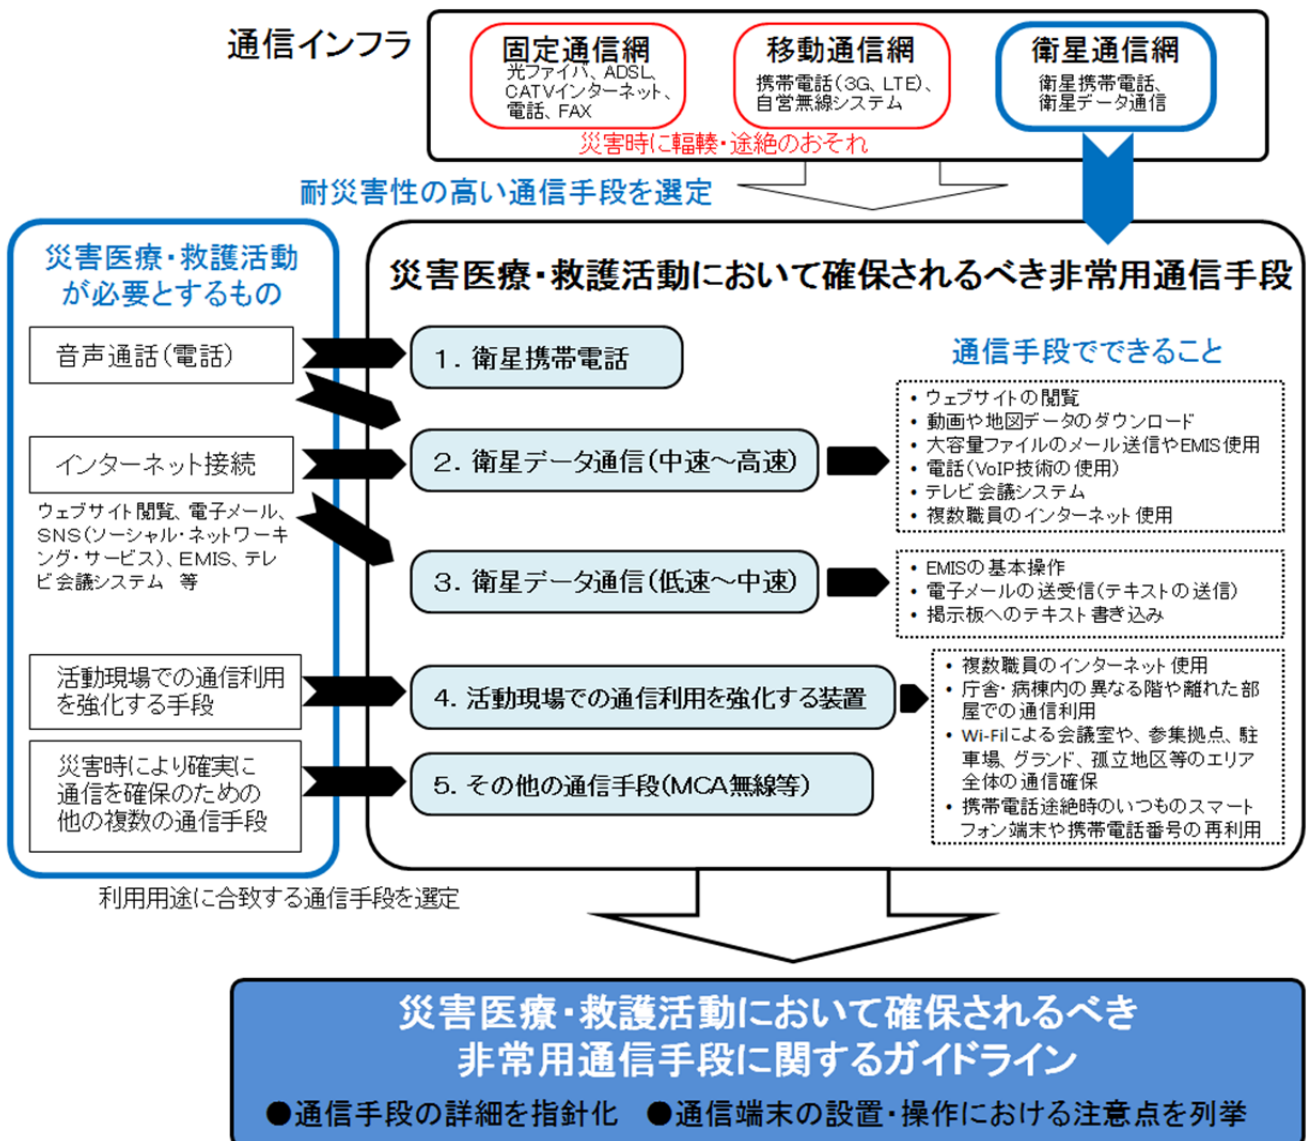 通信インフラ
固定通信網
光ファイバ、ADSL、
CATVインターネット、
電話、FAX
移動通信網
携帯電話(3G、LTE)、
自営無線システム
衛星通信網
衛星携帯電話、
衛星データ通信
災害時に輻輳・途絶のおそれ
耐災害性の高い通信手段を選定
災害医療・救護活動
が必要とするもの
音声通話(電話)
インターネット接続
ウェブサイト閲覧、電子メール、
SNS(ソーシャル・ネットワーキ
ング・サービス)、EMIS、テレ
ビ会議システム 等
活動現場での通信利用
を強化する手段
災害時により確実に
通信を確保のための
他の複数の通信手段
利用用途に合致する通信手段を選定
災害医療・救護活動において確保されるべき非常用通信手段
1. 衛星携帯電話
2. 衛星データ通信(中速～高速)
3. 衛星データ通信(低速～中速)
4. 活動現場での通信利用を強化する装置
5. その他の通信手段(MCA無線等)
通信手段でできること
• ウェブサイトの閲覧
• 動画や地図データのダウンロード
• 大容量ファイルのメール送信やEMIS使用
• 電話(VoIP技術の使用)
• テレビ会議システム
• 複数職員のインターネット使用
• EMISの基本操作
• 電子メールの送受信(テキストの送信)
• 掲示板へのテキスト書き込み
• 複数職員のインターネット使用
• 庁舎・病棟内の異なる階や離れた部
屋での通信利用
• Wi-Fiによる会議室や、参集拠点、駐
車場、グランド、孤立地区等のエリア
全体の通信確保
• 携帯電話途絶時のいつものスマート
フォン端末や携帯電話番号の再利用
災害医療・救護活動において確保されるべき
非常用通信手段に関するガイドライン
●通信手段の詳細を指針化 ●通信端末の設置・操作における注意点を列挙